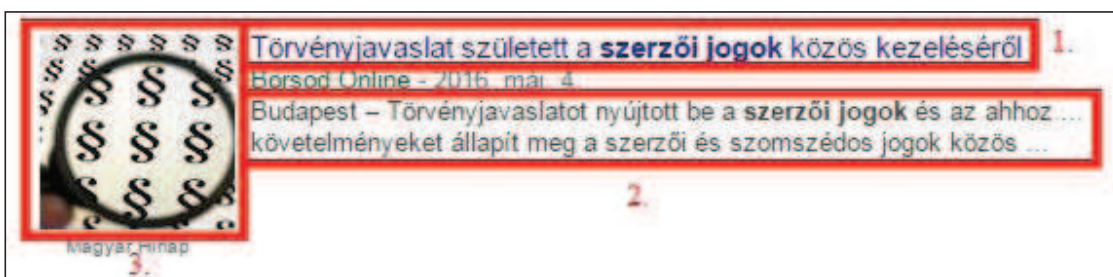 Törvényjavaslat született a szerzői jogok közös kezeléséről
1.
Borsod Online - 2016. máj. 4.
Budapest – Törvényjavaslatot nyújtott be a szerzői jogok és az ahhoz ...
követelményeket állapít meg a szerzői és szomszédos jogok közös ...
2.
Magyar Hírlap
3.